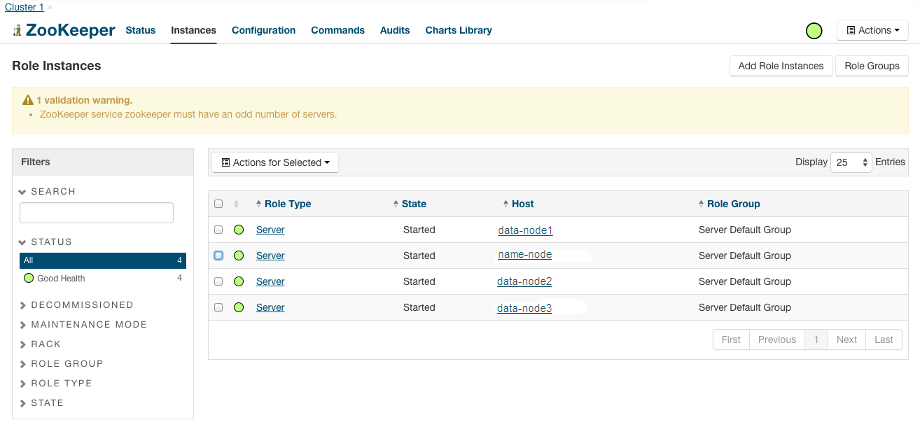 Cluster 1 »
ZooKeeper Status Instances Configuration Commands Audits Charts Library Actions
Role Instances Add Role Instances Role Groups
1 validation warning.
• ZooKeeper service zookeeper must have an odd number of servers.
Filters
Actions for Selected Display 25 Entries
SEARCH
STATUS
All 4
Good Health 4
DECOMMISSIONED
MAINTENANCE MODE
RACK
ROLE GROUP
ROLE TYPE
STATE
Role Type State Host Role Group
Server Started data-node1 Server Default Group
Server Started name-node Server Default Group
Server Started data-node2 Server Default Group
Server Started data-node3 Server Default Group
First Previous 1 Next Last